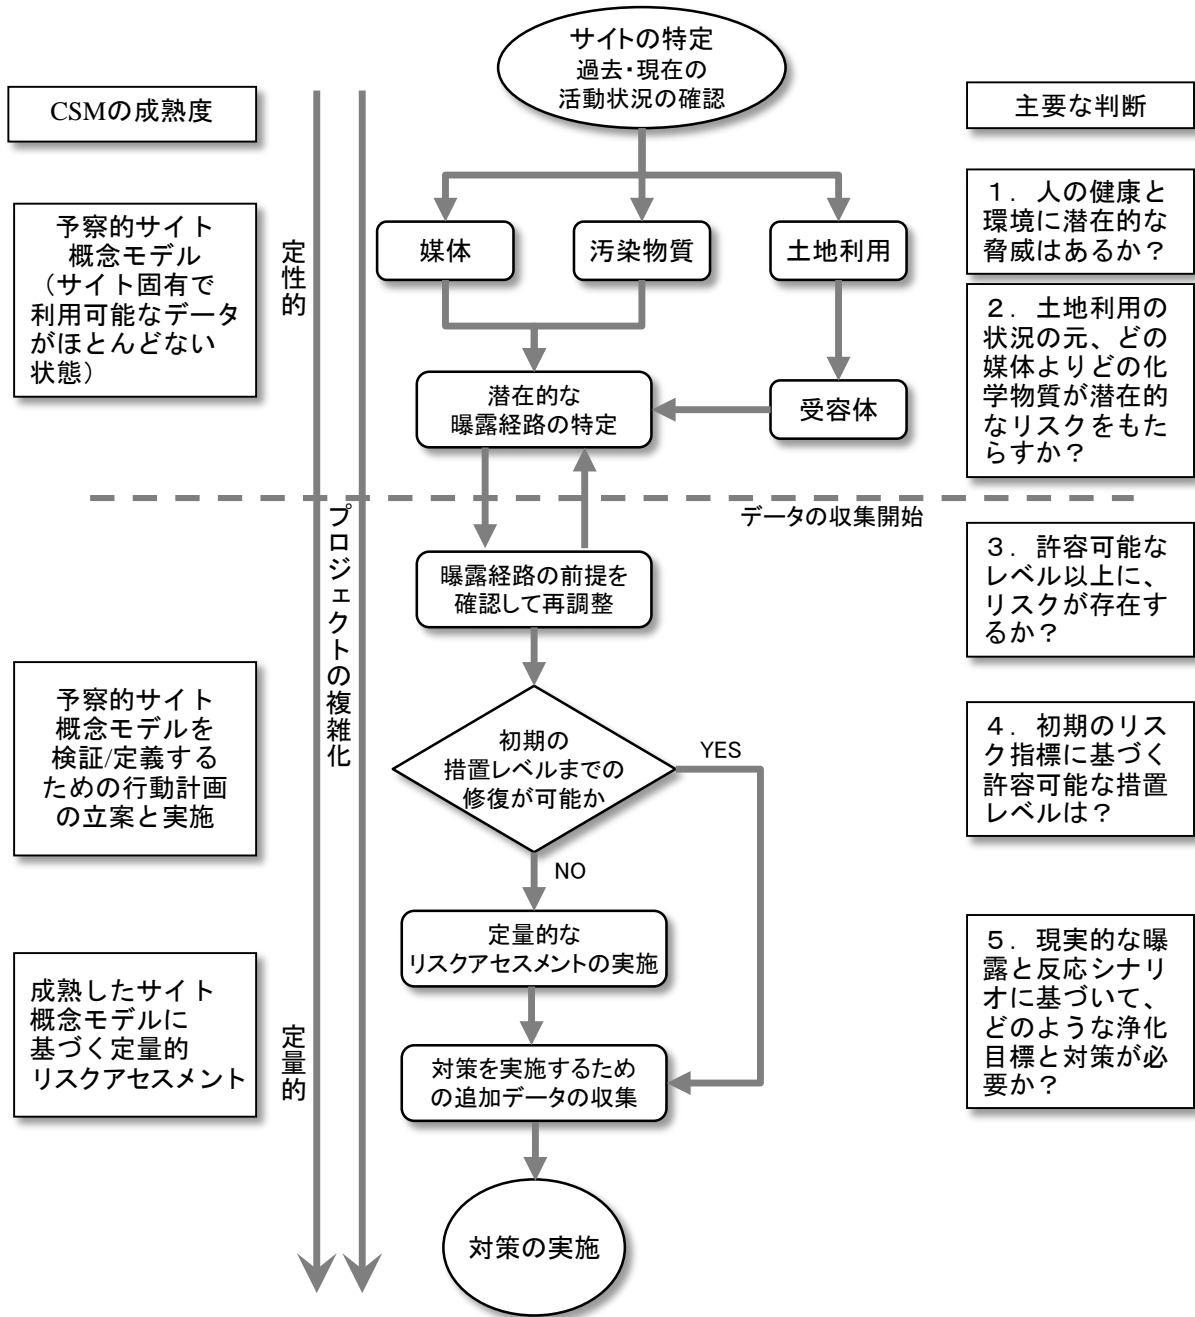 サイトの特定
過去・現在の
活動状況の確認
CSMの成熟度
主要な判断
予察的サイト
概念モデル
（サイト固有で
利用可能なデータ
がほとんどない
状態）
定性的
媒体
汚染物質
土地利用
１．人の健康と
環境に潜在的な
脅威はあるか？
２．土地利用の
状況の元、どの
媒体よりどの化
学物質が潜在的
なリスクをもた
らすか？
潜在的な
曝露経路の特定
受容体
データの収集開始
プロジェクトの複雑化
曝露経路の前提を
確認して再調整
３．許容可能な
レベル以上に、
リスクが存在す
るか？
予察的サイト
概念モデルを
検証/定義する
ための行動計画
の立案と実施
初期の
措置レベルまでの
修復が可能か
YES
NO
４．初期のリス
ク指標に基づく
許容可能な措置
レベルは？
定量的な
リスクアセスメントの実施
成熟したサイト
概念モデルに
基づく定量的
リスクアセスメント
定量的
対策を実施するため
の追加データの収集
５．現実的な曝
露と反応シナリ
オに基づいて、
どのような浄化
目標と対策が必
要か？
対策の実施